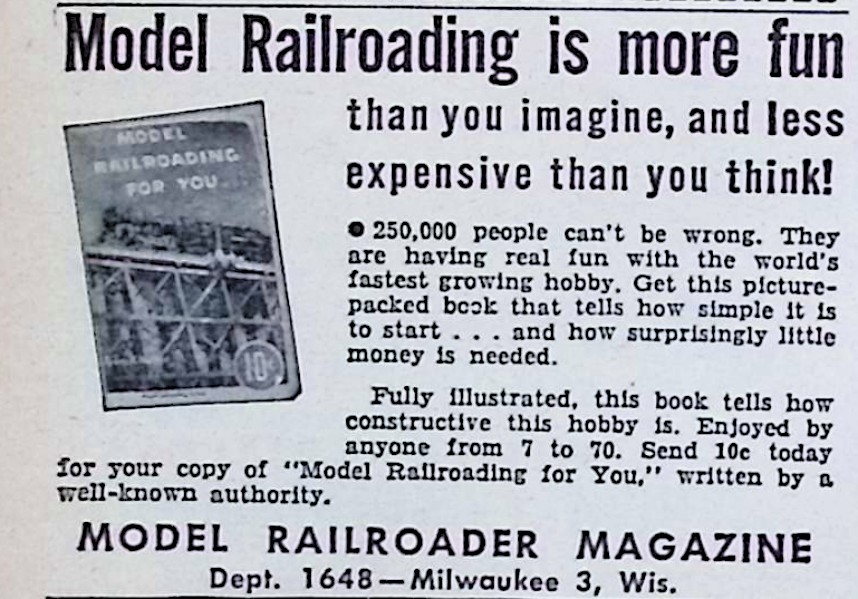 Model Railroading is more fun
than you imagine, and less
expensive than you think!
MODEL
RAILROADING
FOR YOU
10¢
● 250,000 people can't be wrong. They
are having real fun with the world's
fastest growing hobby. Get this picture-
packed book that tells how simple it is
to start . . . and how surprisingly little
money is needed.
Fully illustrated, this book tells how
constructive this hobby is. Enjoyed by
anyone from 7 to 70. Send 10c today
for your copy of "Model Railroading for You," written by a
well-known authority.
MODEL RAILROADER MAGAZINE
Dept. 1648—Milwaukee 3, Wis.